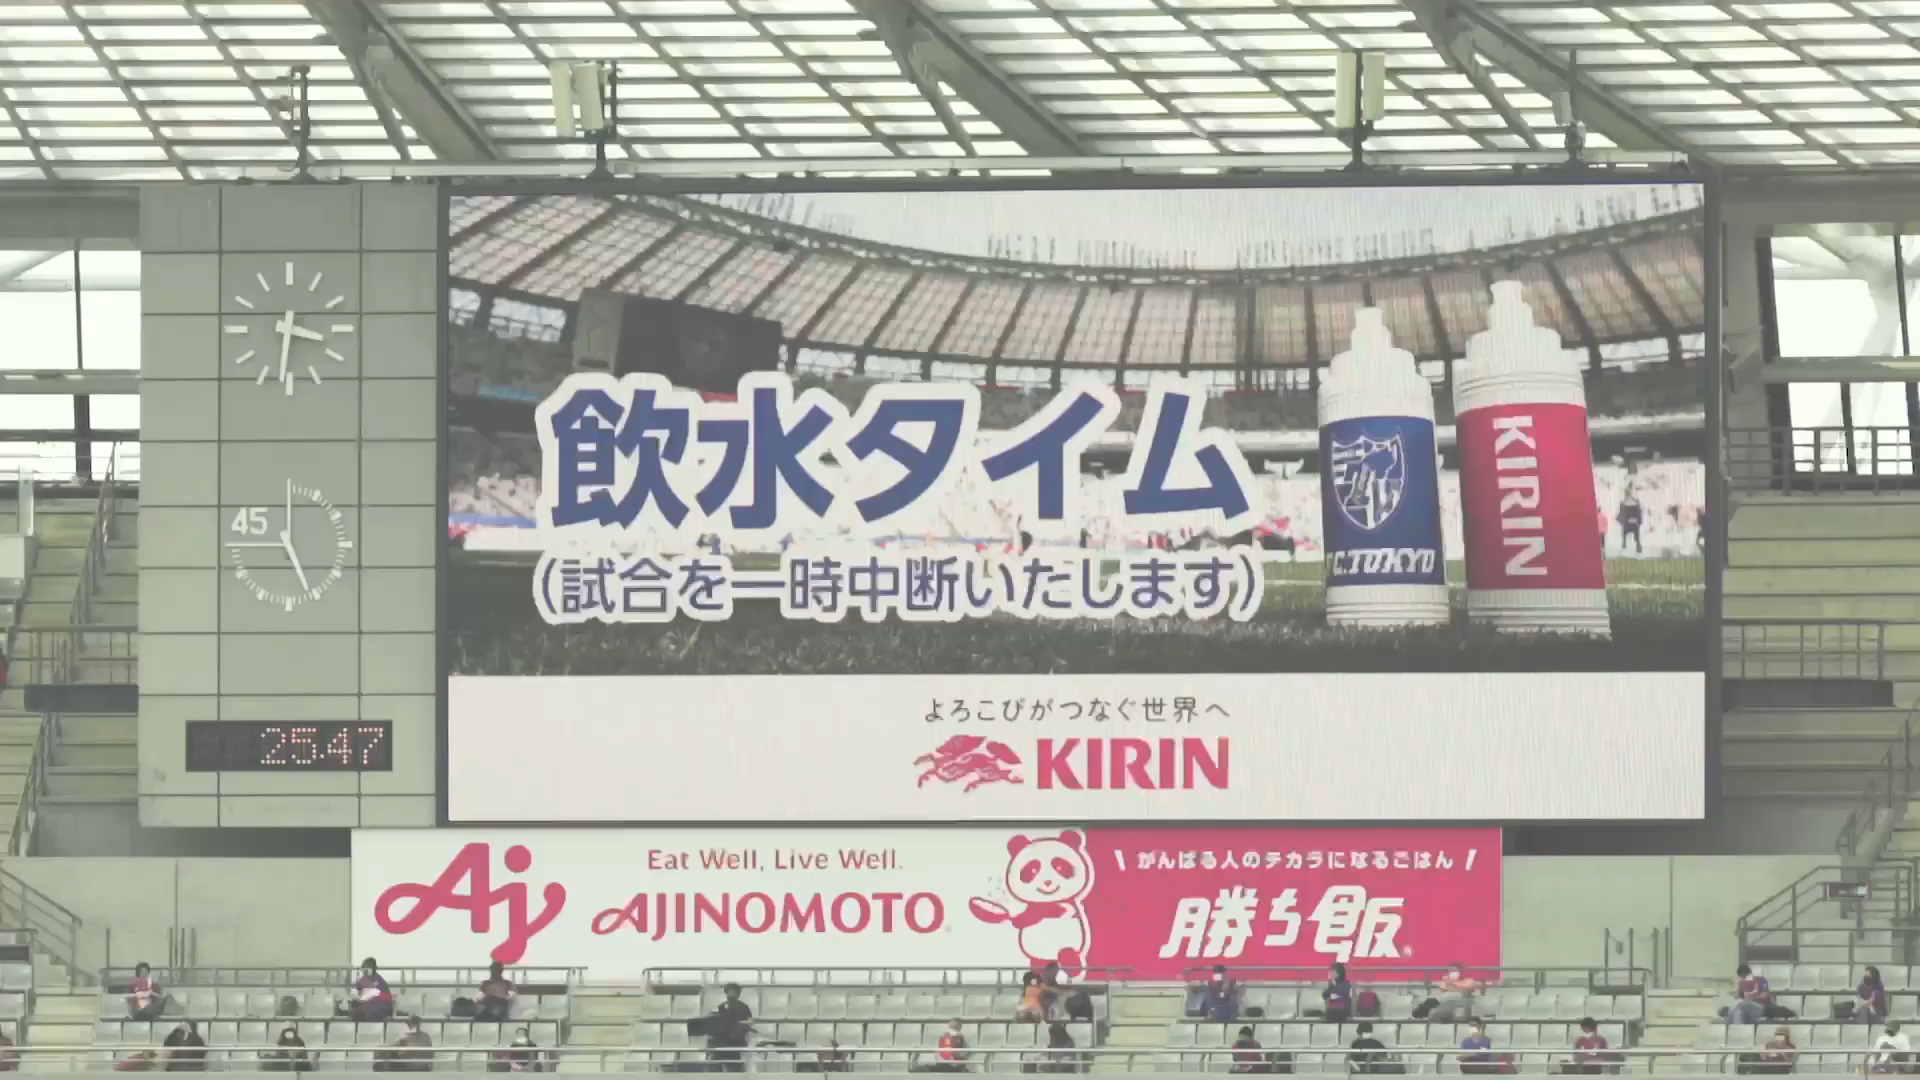 飲水タイム
(試合を一時中断いたします)
F.C.TOKYO
KIRIN
よろこびがつなぐ世界へ
KIRIN
45
25.47
Aj
Eat Well, Live Well.
AJINOMOTO
がんばる人のチカラになるごはん
勝ち飯